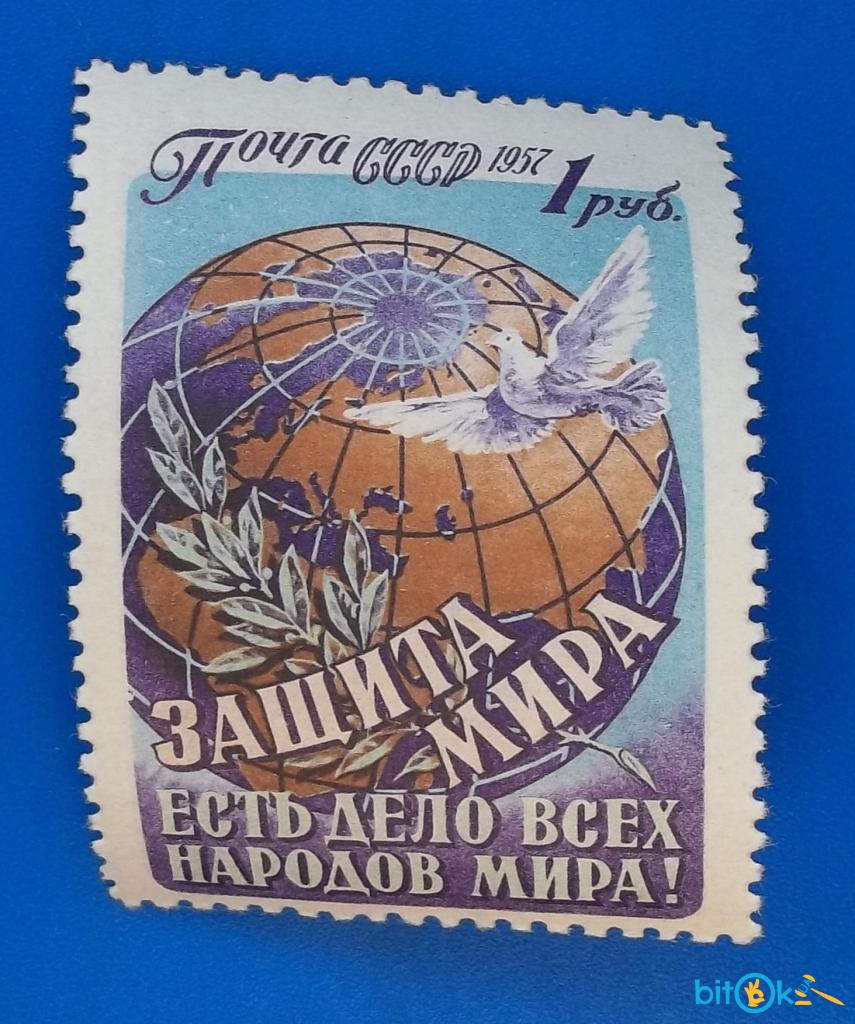 Почта СССР 1957 1 руб.
ЗАЩИТА
МИРА
ЕСТЬ ДЕЛО ВСЕХ
НАРОДОВ МИРА!
bitok